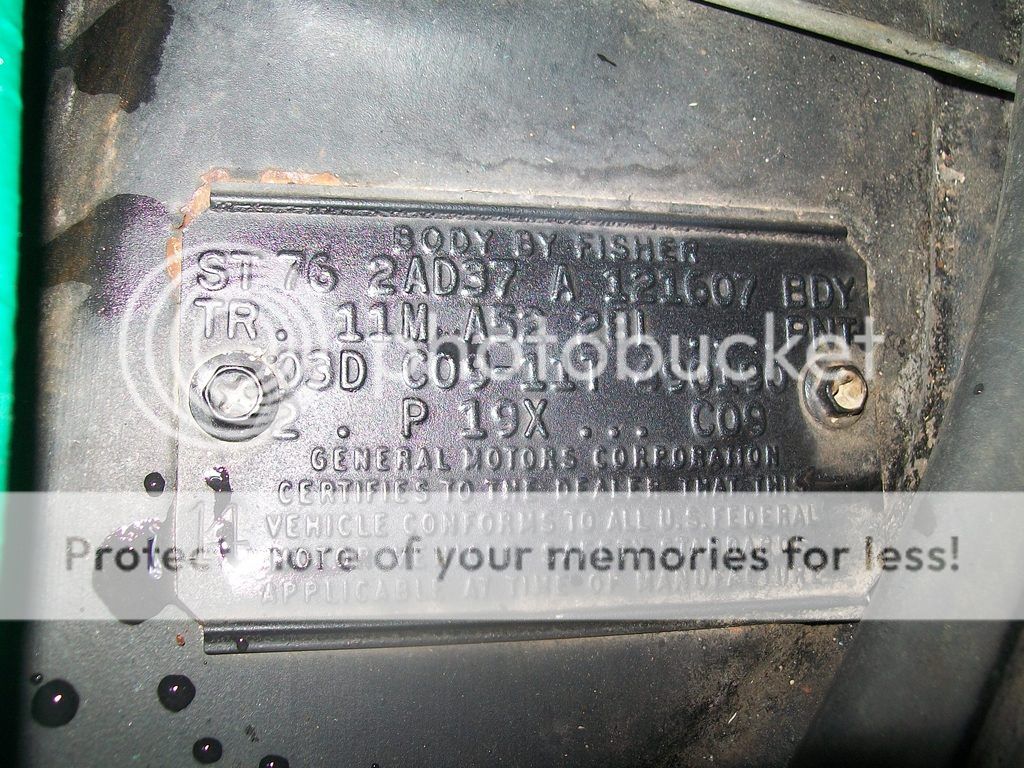 BODY BY FISHER
ST 76 2AD37 A 121607 BDY
TR. 11M A52 PNT
03D C09
2 . P 19X ... C09
GENERAL MOTORS CORPORATION
CERTIFIES TO THE DEALER THAT THIS
VEHICLE CONFORMS TO ALL U.S. FEDERAL
APPLICABLE AT TIME OF MANUFACTURE
photobucket
Protect more of your memories for less!